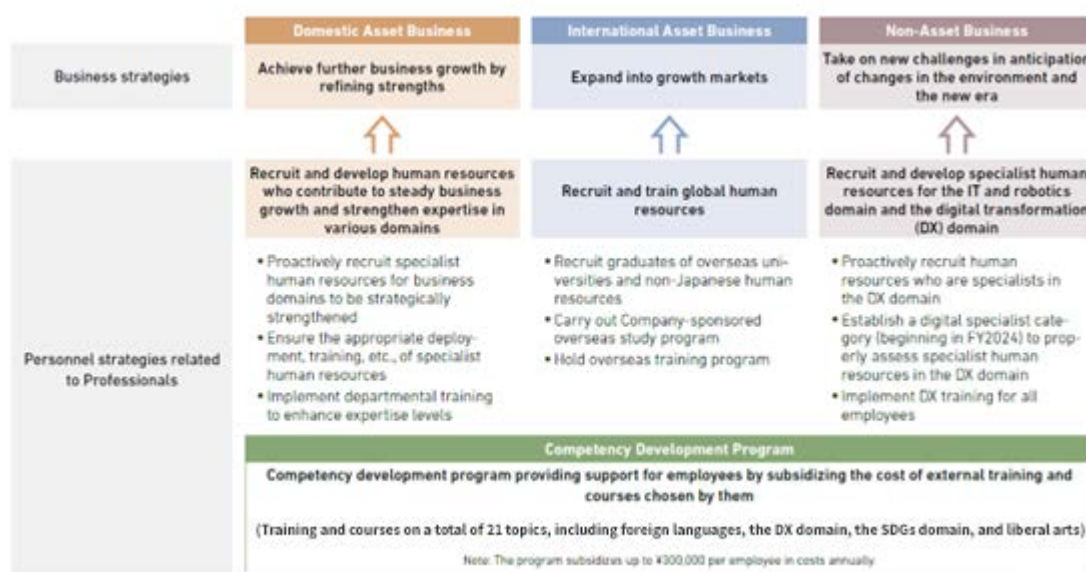 Domestic Asset Business
International Asset Business
Non-Asset Business
Business strategies
Achieve further business growth by
refining strengths
Expand into growth markets
Take on new challenges in anticipation
of changes in the environment and
the new era
Personnel strategies related
to Professionals
Recruit and develop human resources
who contribute to steady business
growth and strengthen expertise in
various domains
Recruit and train global human
resources
Recruit and develop specialist human
resources for the IT and robotics
domain and the digital transformation
(DX) domain
• Proactively recruit specialist
human resources for business
domains to be strategically
strengthened
• Ensure the appropriate deploy-
ment, training, etc., of specialist
human resources
• Implement departmental training
to enhance expertise levels
• Recruit graduates of overseas uni-
versities and non-Japanese human
resources
• Carry out Company-sponsored
overseas study program
• Hold overseas training program
• Proactively recruit human
resources who are specialists in
the DX domain
• Establish a digital specialist cate-
gory (beginning in FY2024) to prop-
erly assess specialist human
resources in the DX domain
• Implement DX training for all
employees
Competency Development Program
Competency development program providing support for employees by subsidizing the cost of external training and
courses chosen by them
(Training and courses on a total of 21 topics, including foreign languages, the DX domain, the SDGs domain, and liberal arts)
Note: The program subsidizes up to ¥300,000 per employee in costs annually.